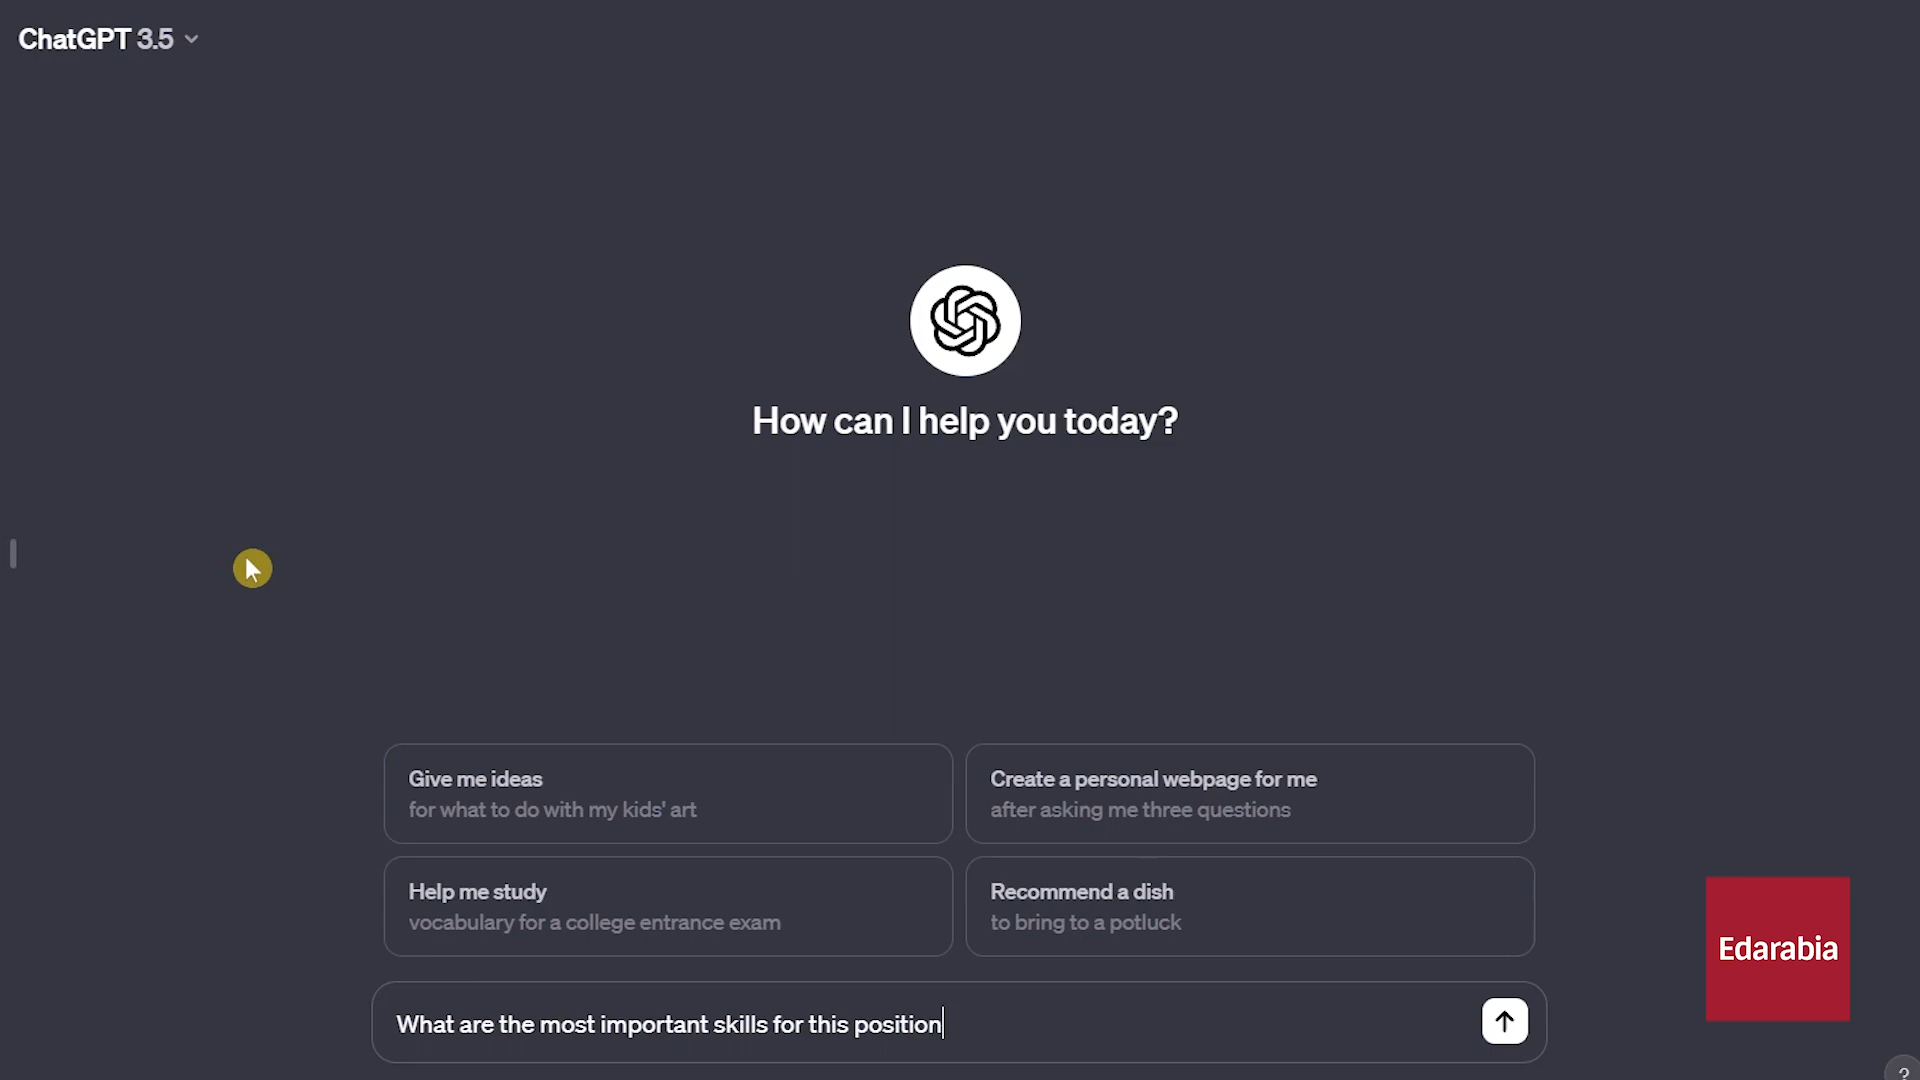 ChatGPT 3.5
How can I help you today?
Give me ideas
for what to do with my kids' art
Create a personal webpage for me
after asking me three questions
Help me study
vocabulary for a college entrance exam
Recommend a dish
to bring to a potluck
Edarabia
What are the most important skills for this position
?